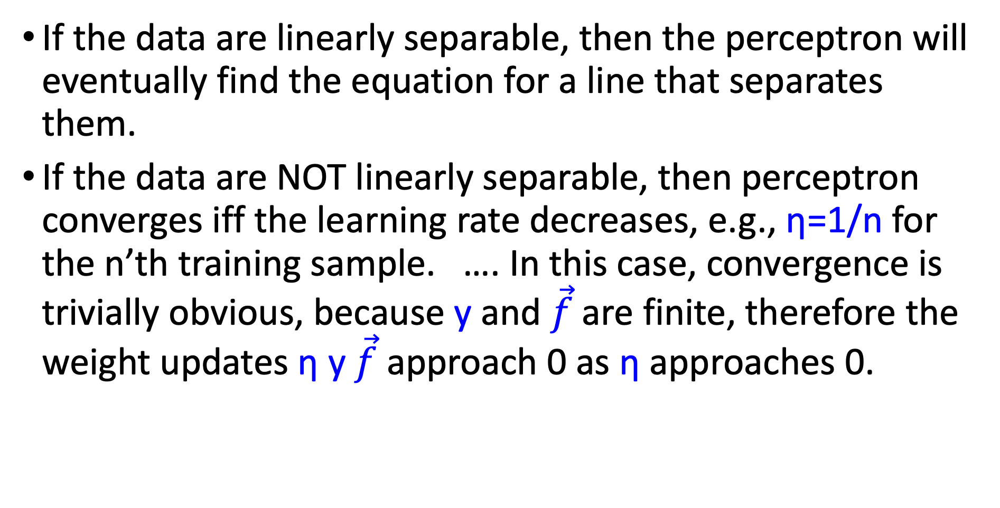 • If the data are linearly separable, then the perceptron will
eventually find the equation for a line that separates
them.
• If the data are NOT linearly separable, then perceptron
converges iff the learning rate decreases, e.g., η=1/n for
the n’th training sample.   .... In this case, convergence is
trivially obvious, because y and f⃗ are finite, therefore the
weight updates η y f⃗ approach 0 as η approaches 0.